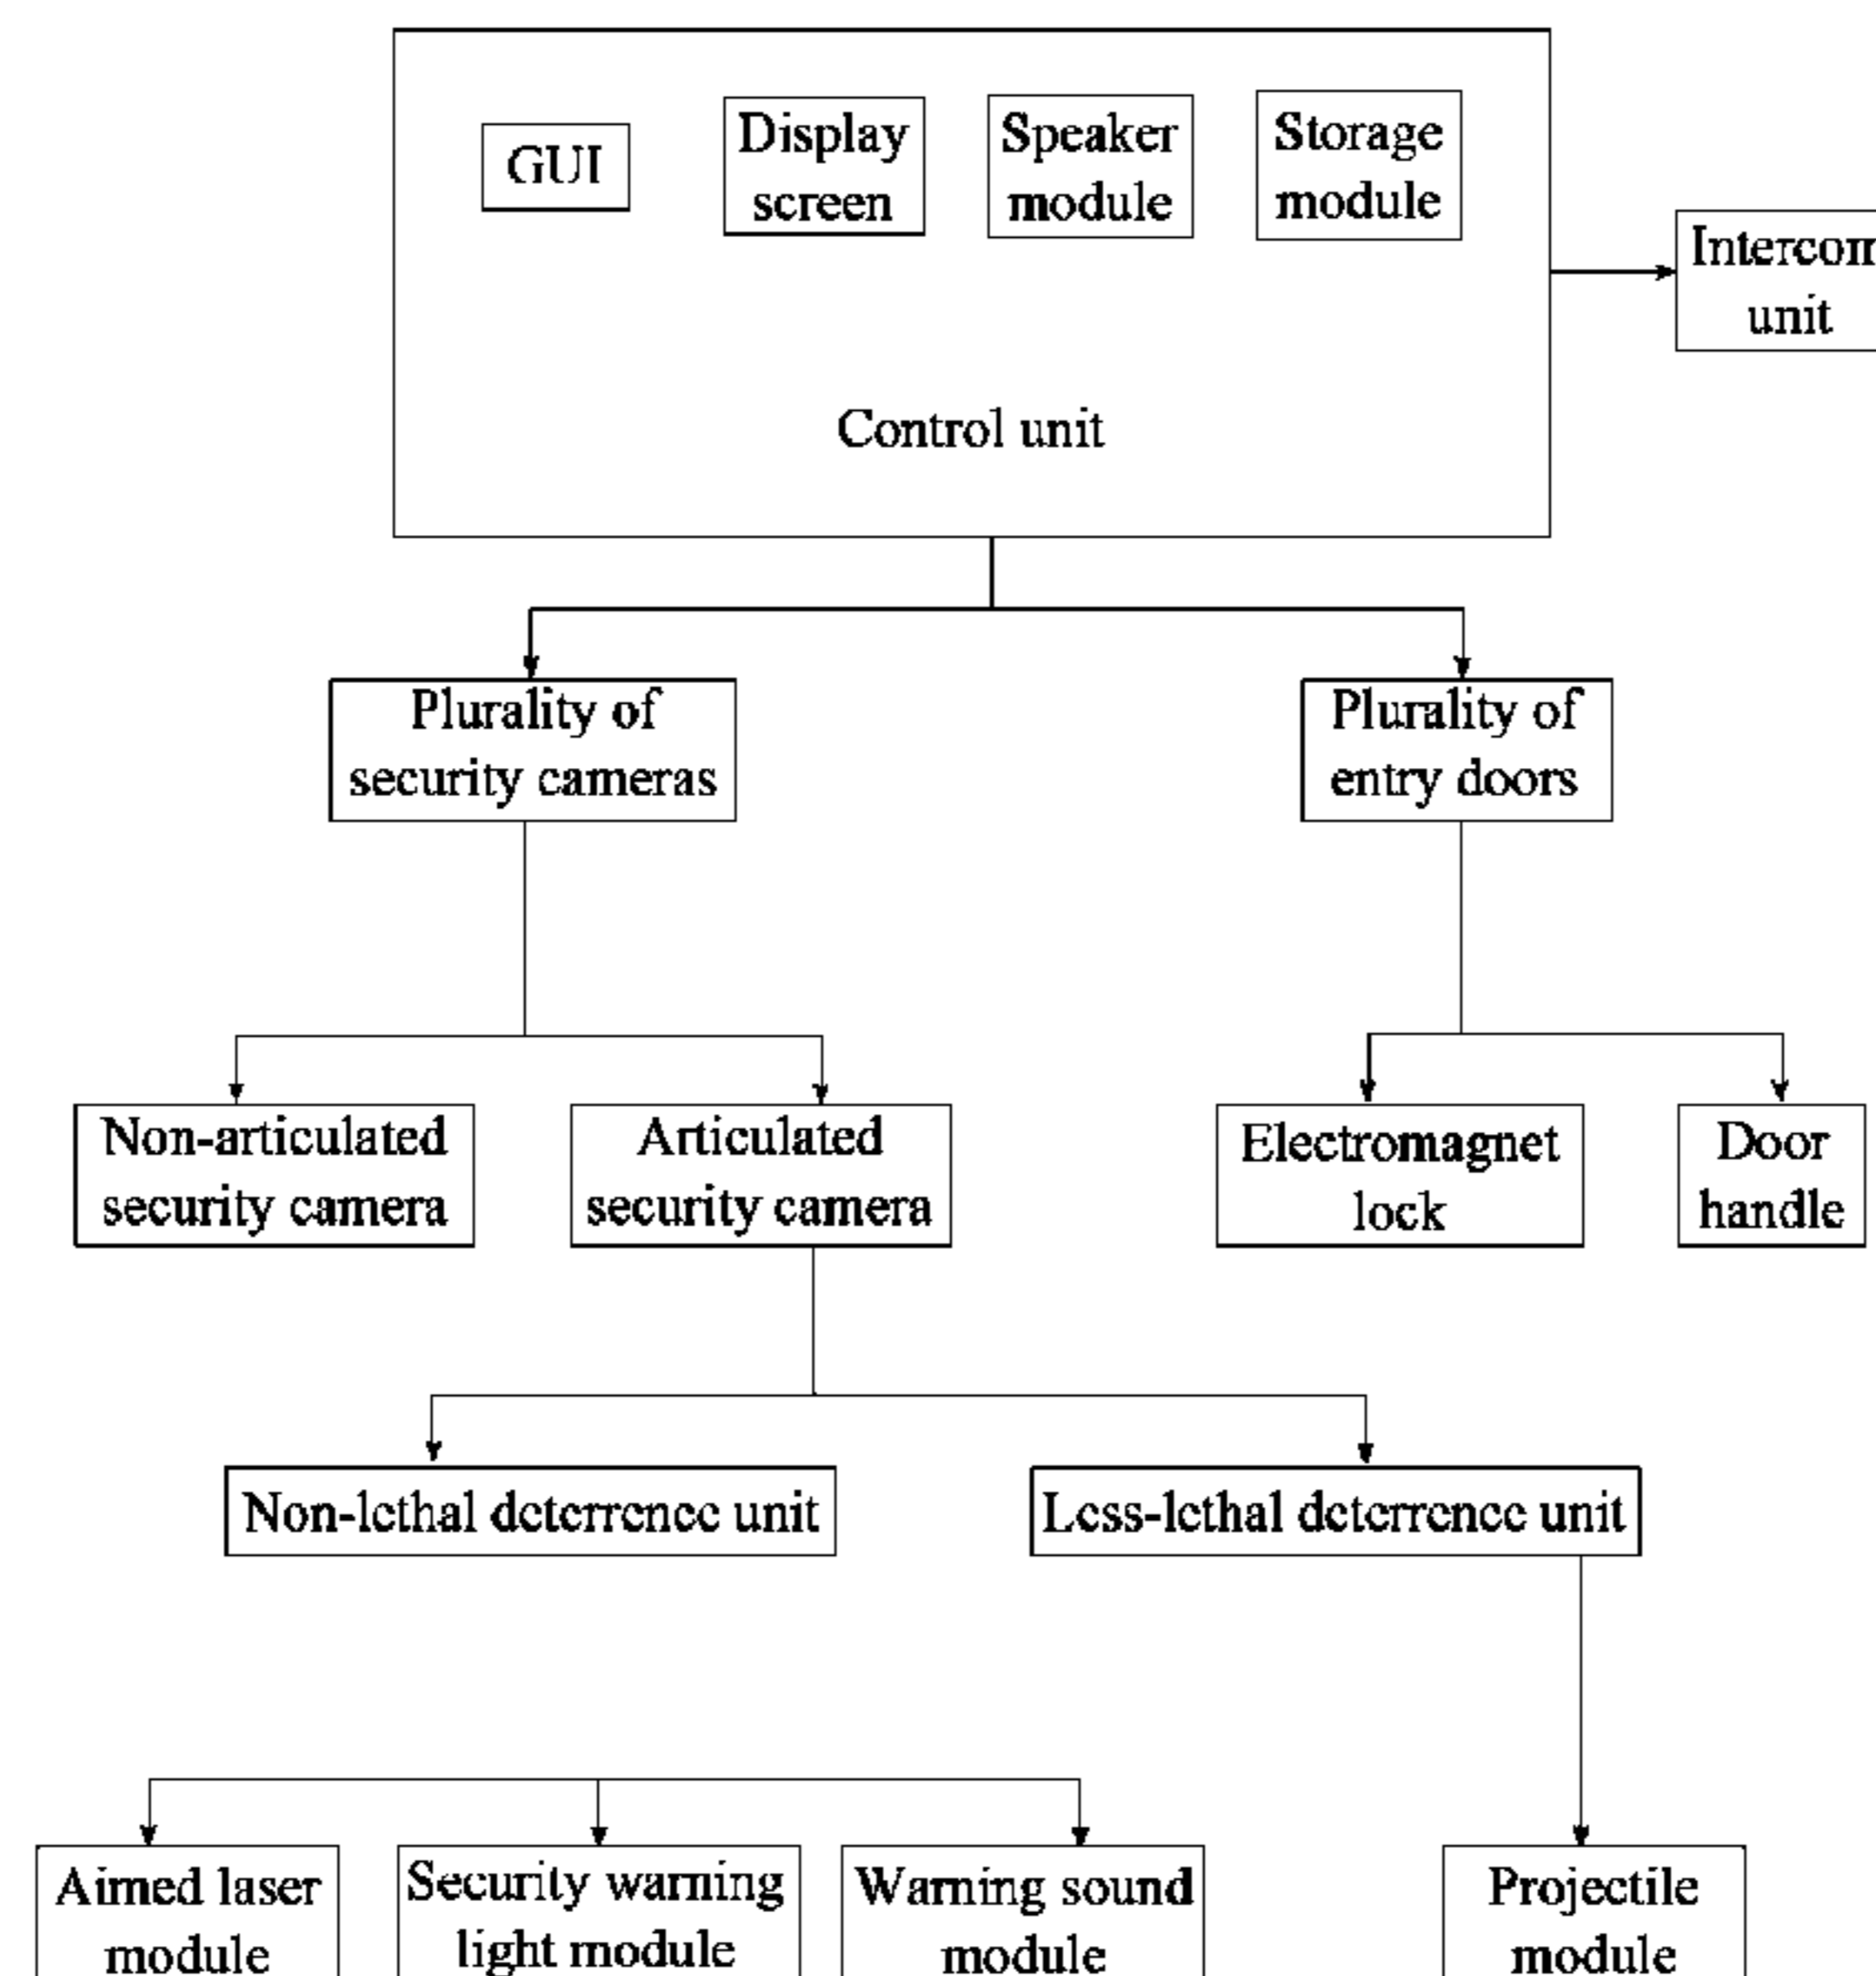 GUI
Display
screen
Speaker
module
Storage
module
Intercom
unit
Control unit
Plurality of
security cameras
Plurality of
entry doors
Non-articulated
security camera
Articulated
security camera
Electromagnet
lock
Door
handle
Non-lethal deterrence unit
Less-lethal deterrence unit
Aimed laser
module
Security warning
light module
Warning sound
module
Projectile
module